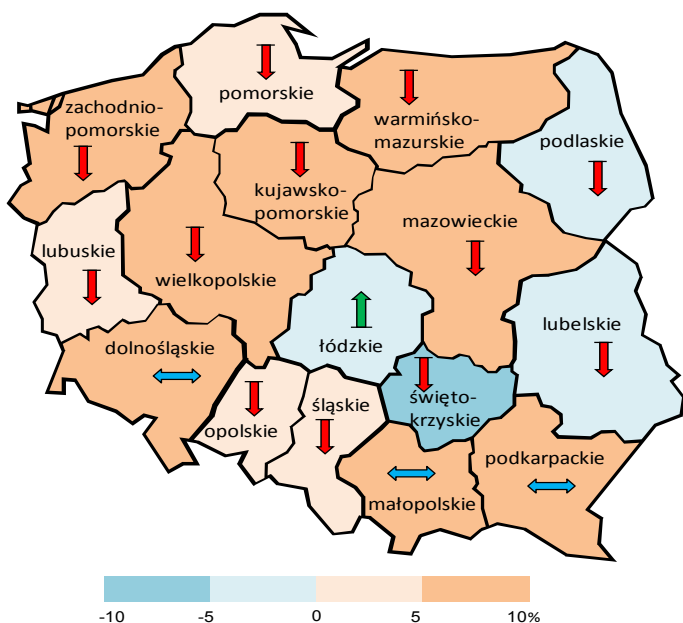 pomorskie
zachodnio-
pomorskie
warmińsko-
mazurskie
podlaskie
kujawsko-
pomorskie
mazowieckie
lubuskie
wielkopolskie
łódzkie
lubelskie
dolnośląskie
opolskie
śląskie
święto-
krzyskie
małopolskie
podkarpackie
-10 -5 0 5 10%